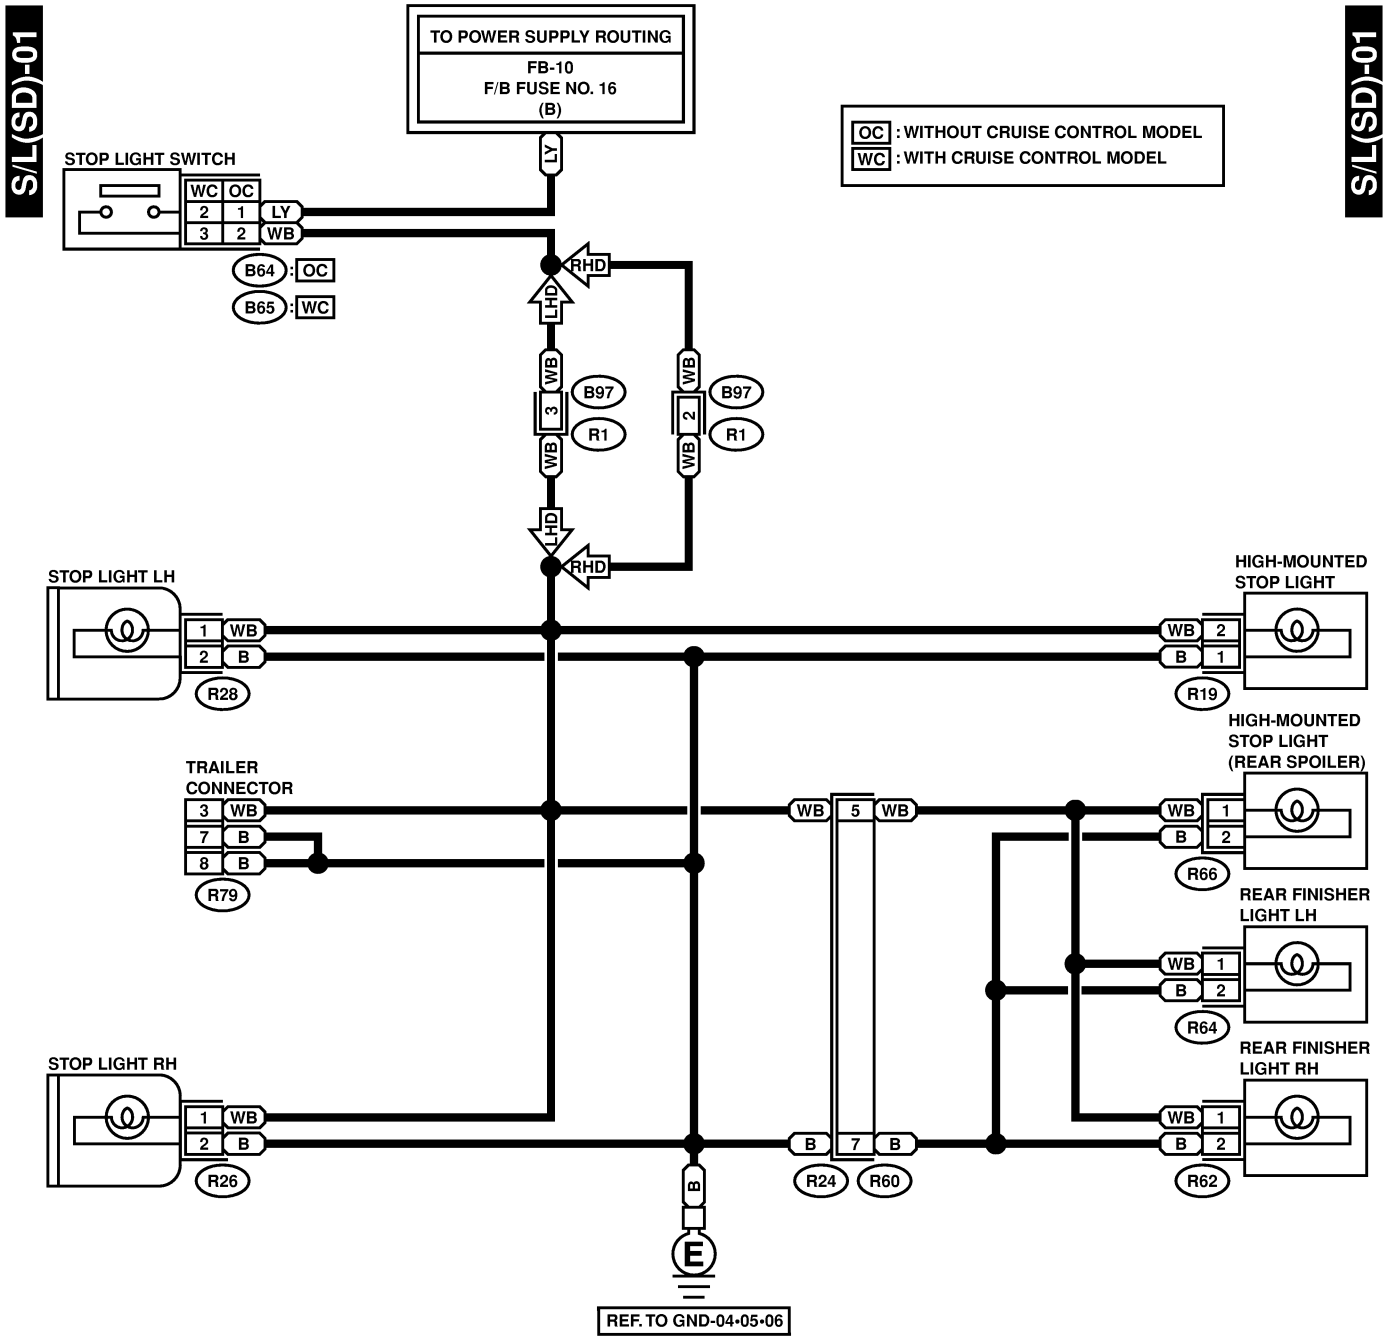 S/L(SD)-01
S/L(SD)-01
TO POWER SUPPLY ROUTING
FB-10
F/B FUSE NO. 16
(B)
LY
OC : WITHOUT CRUISE CONTROL MODEL
WC : WITH CRUISE CONTROL MODEL
STOP LIGHT SWITCH
WC OC
2 1 LY
3 2 WB
B64 : OC
B65 : WC
RHD
LHD
WB
WB
B97
B97
3
2
R1
R1
WB
WB
LHD
RHD
STOP LIGHT LH
1 WB
2 B
R28
HIGH-MOUNTED
STOP LIGHT
WB 2
B 1
R19
TRAILER
CONNECTOR
3 WB
7 B
8 B
R79
WB 5 WB
HIGH-MOUNTED
STOP LIGHT
(REAR SPOILER)
WB 1
B 2
R66
REAR FINISHER
LIGHT LH
WB 1
B 2
R64
STOP LIGHT RH
1 WB
2 B
R26
B 7 B
R24 R60
REAR FINISHER
LIGHT RH
WB 1
B 2
R62
B
E
REF. TO GND-04•05•06